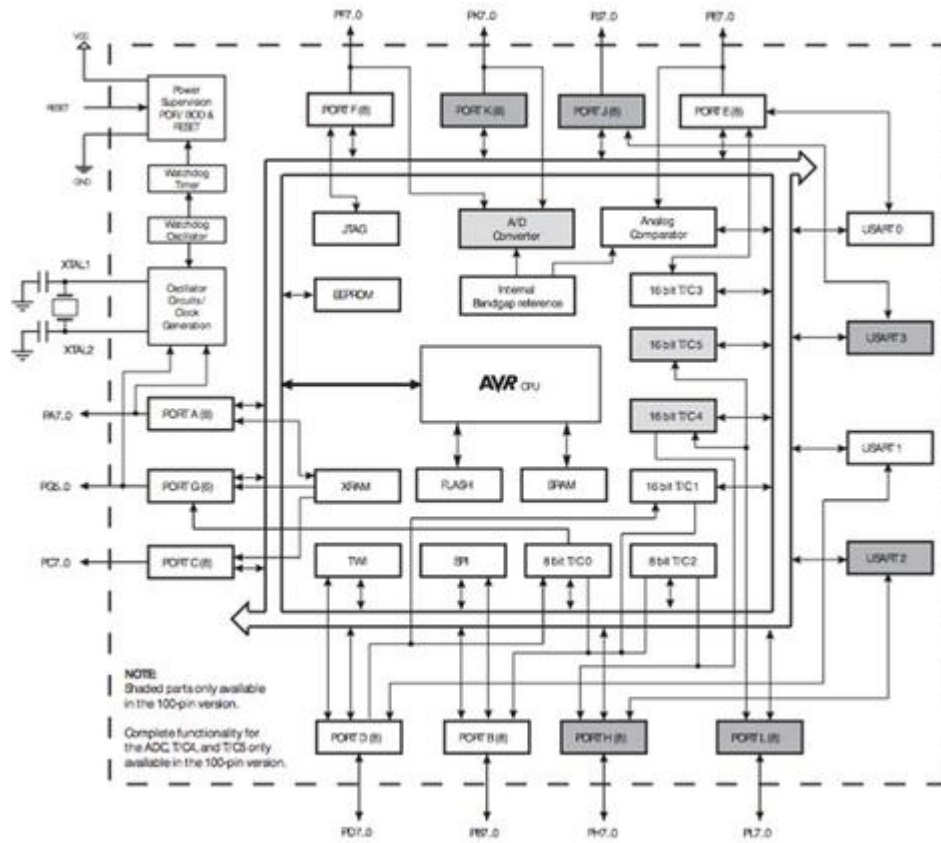 PF7..0
PK7..0
PJ7..0
PE7..0
VCC
RESET
GND
Power
Supervision
POR/ BOD &
RESET
PORT F (8)
PORT K (8)
PORT J (8)
PORT E (8)
Watchdog
Timer
Watchdog
Oscillator
JTAG
A/D
Converter
Analog
Comparator
USART 0
XTAL1
XTAL2
Oscillator
Circuits/
Clock
Generation
EEPROM
Internal
Bandgap reference
16 bit T/C3
16 bit T/C5
USART 3
AVR CPU
16 bit T/C4
PA7..0
PORT A (8)
USART 1
PG5..0
PORT G (6)
XRAM
FLASH
SRAM
16 bit T/C1
PC7..0
PORT C (8)
TWI
SPI
8 bit T/C0
8 bit T/C2
USART 2
NOTE:
Shaded parts only available
in the 100-pin version.
Complete functionality for
the ADC, T/C4, and T/C5 only
available in the 100-pin version.
PORT D (8)
PORT B (8)
PORT H (8)
PORT L (8)
PD7..0
PB7..0
PH7..0
PL7..0